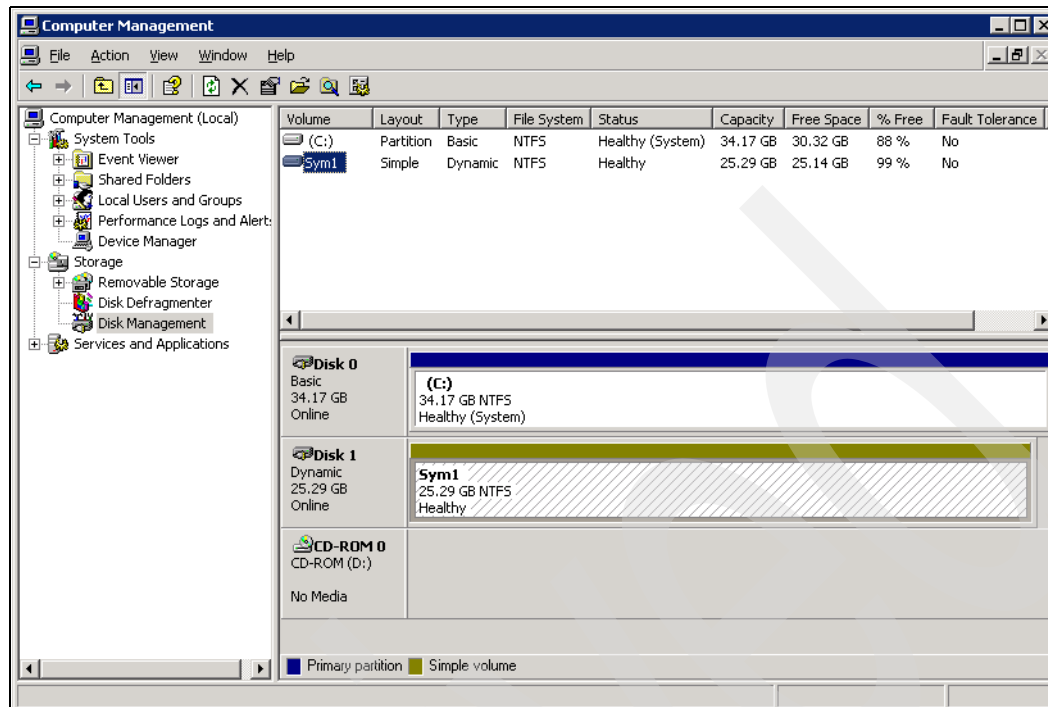 Computer Management
File Action View Window Help
Computer Management (Local)
System Tools
Event Viewer
Shared Folders
Local Users and Groups
Performance Logs and Alert:
Device Manager
Storage
Removable Storage
Disk Defragmenter
Disk Management
Services and Applications
Volume Layout Type File System Status Capacity Free Space % Free Fault Tolerance
(C:) Partition Basic NTFS Healthy (System) 34.17 GB 30.32 GB 88 % No
Sym1 Simple Dynamic NTFS Healthy 25.29 GB 25.14 GB 99 % No
Disk 0
Basic
34.17 GB
Online
(C:)
34.17 GB NTFS
Healthy (System)
Disk 1
Dynamic
25.29 GB
Online
Sym1
25.29 GB NTFS
Healthy
CD-ROM 0
CD-ROM (D:)
No Media
Primary partition Simple volume